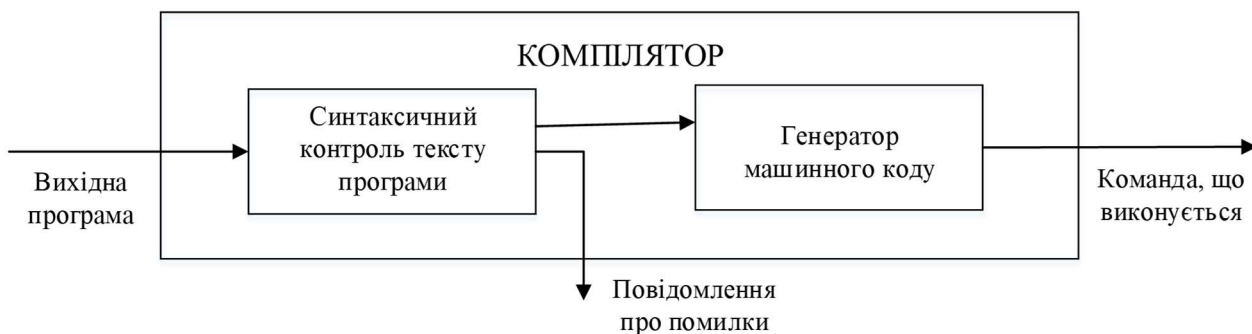 КОМПІЛЯТОР
Синтаксичний
контроль тексту
програми
Генератор
машинного коду
Вихідна
програма
Команда, що
виконується
Повідомлення
про помилки